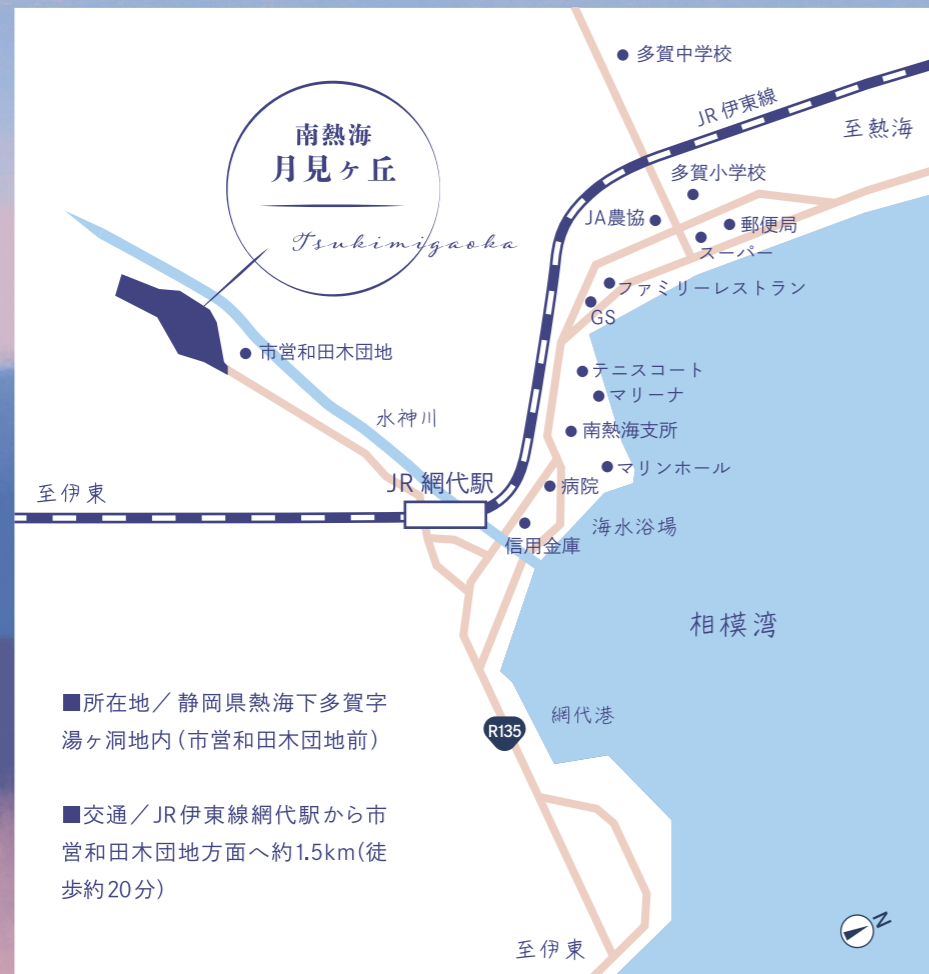 多賀中学校
JR 伊東線
至熱海
南熱海
月見ヶ丘
Tsukimigaoka
多賀小学校
JA農協
郵便局
スーパー
ファミリーレストラン
GS
市営和田木団地
テニスコート
マリーナ
水神川
南熱海支所
マリンホール
JR 網代駅
病院
至伊東
海水浴場
信用金庫
相模湾
■所在地／静岡県熱海下多賀字
湯ヶ洞地内(市営和田木団地前)
網代港
R135
■交通／JR伊東線網代駅から市
営和田木団地方面へ約1.5km(徒
歩約20分)
至伊東
N